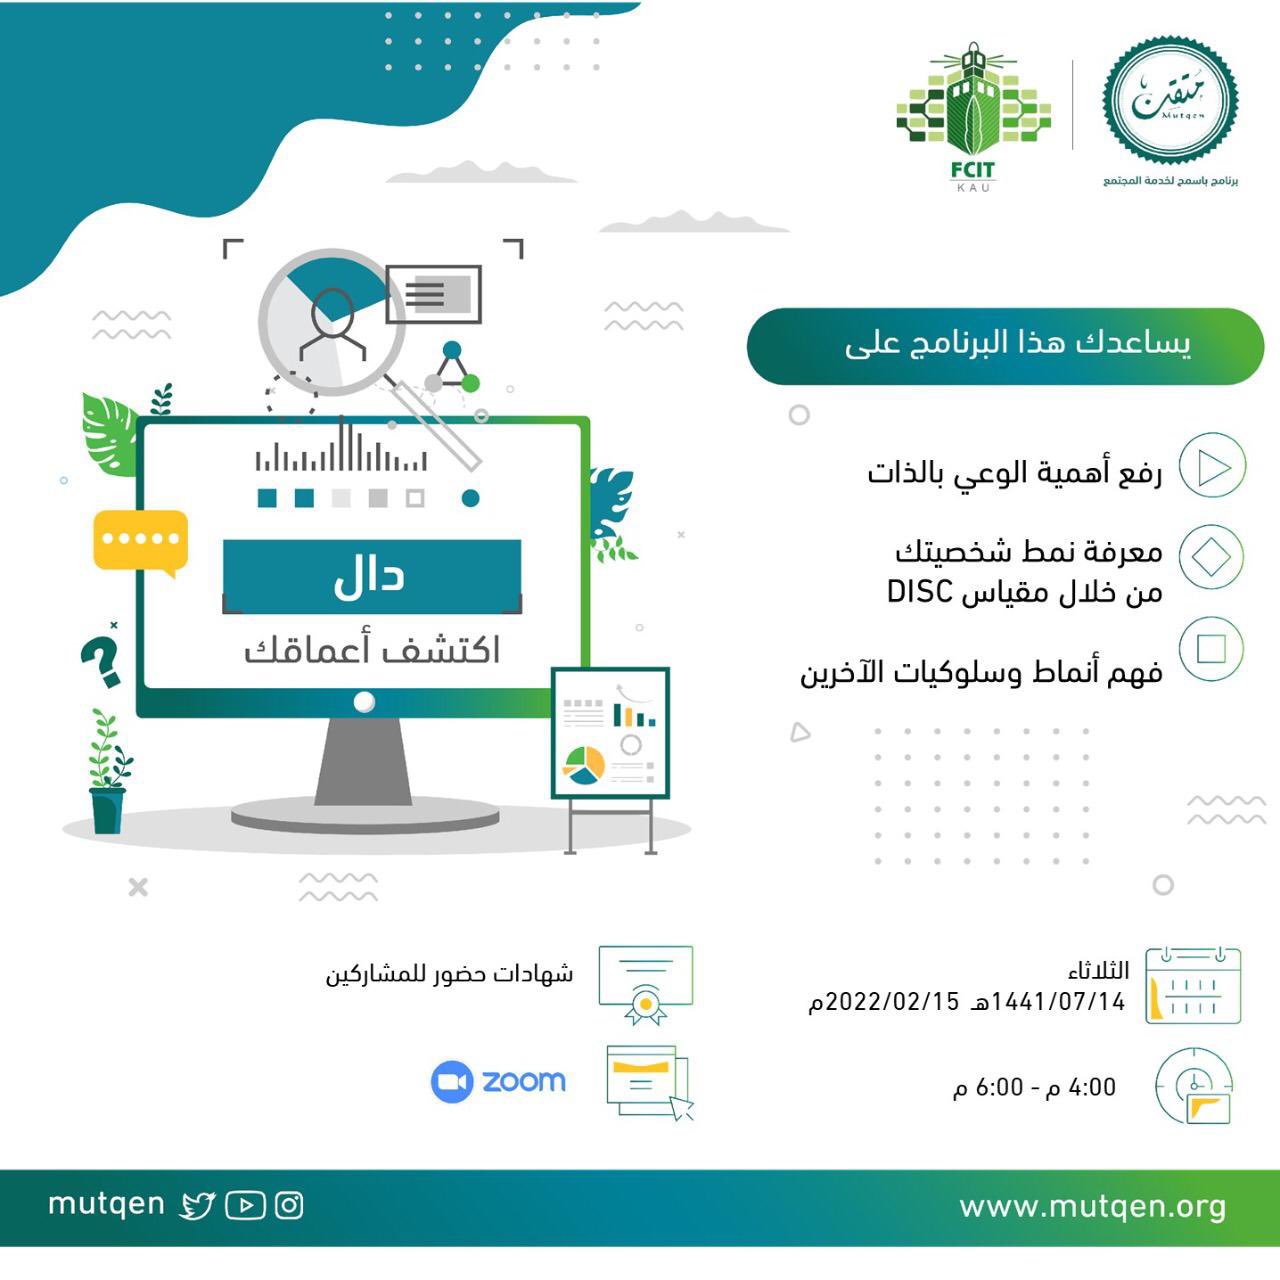 FCIT
KAU
متقن
Mutqen
برنامج باسمح لخدمة المجتمع
يساعدك هذا البرنامج على
رفع أهمية الوعي بالذات
معرفة نمط شخصيتك
من خلال مقياس DISC
فهم أنماط وسلوكيات الآخرين
دال
اكتشف أعماقك
الثلاثاء
1441/07/14هـ 2022/02/15م
4:00 م - 6:00 م
شهادات حضور للمشاركين
zoom
mutqen
www.mutqen.org